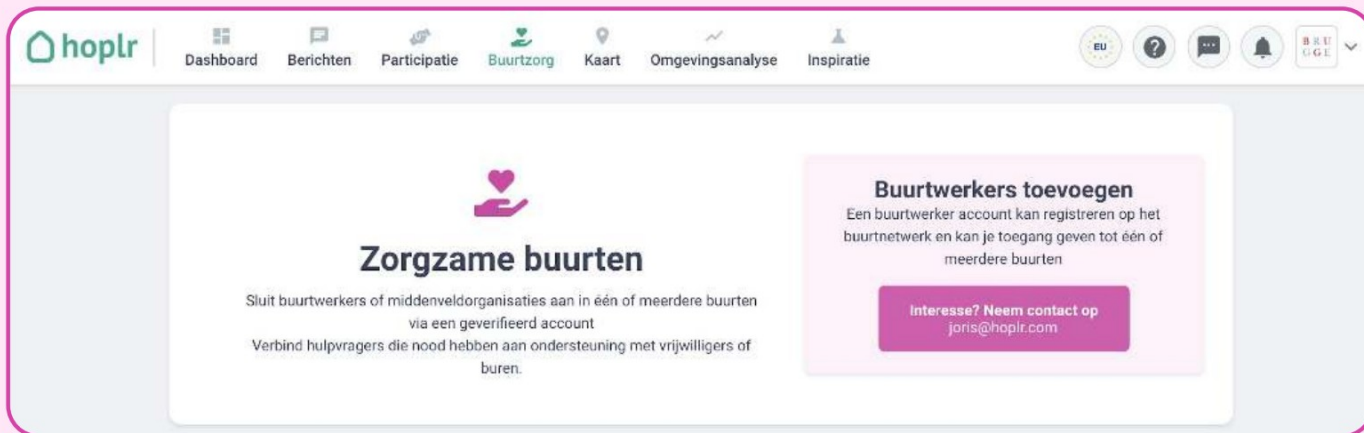 hoplr
Dashboard
Berichten
Participatie
Buurtzorg
Kaart
Omgevingsanalyse
Inspiratie
EU
?
BRU
GGE
Zorgzame buurten
Sluit buurtwerkers of middenveldorganisaties aan in één of meerdere buurten
via een geverifieerd account
Verbind hulpvragers die nood hebben aan ondersteuning met vrijwilligers of
buren.
Buurtwerkers toevoegen
Een buurtwerker account kan registreren op het
buurtnetwerk en kan je toegang geven tot één of
meerdere buurten
Interesse? Neem contact op
joris@hoplr.com